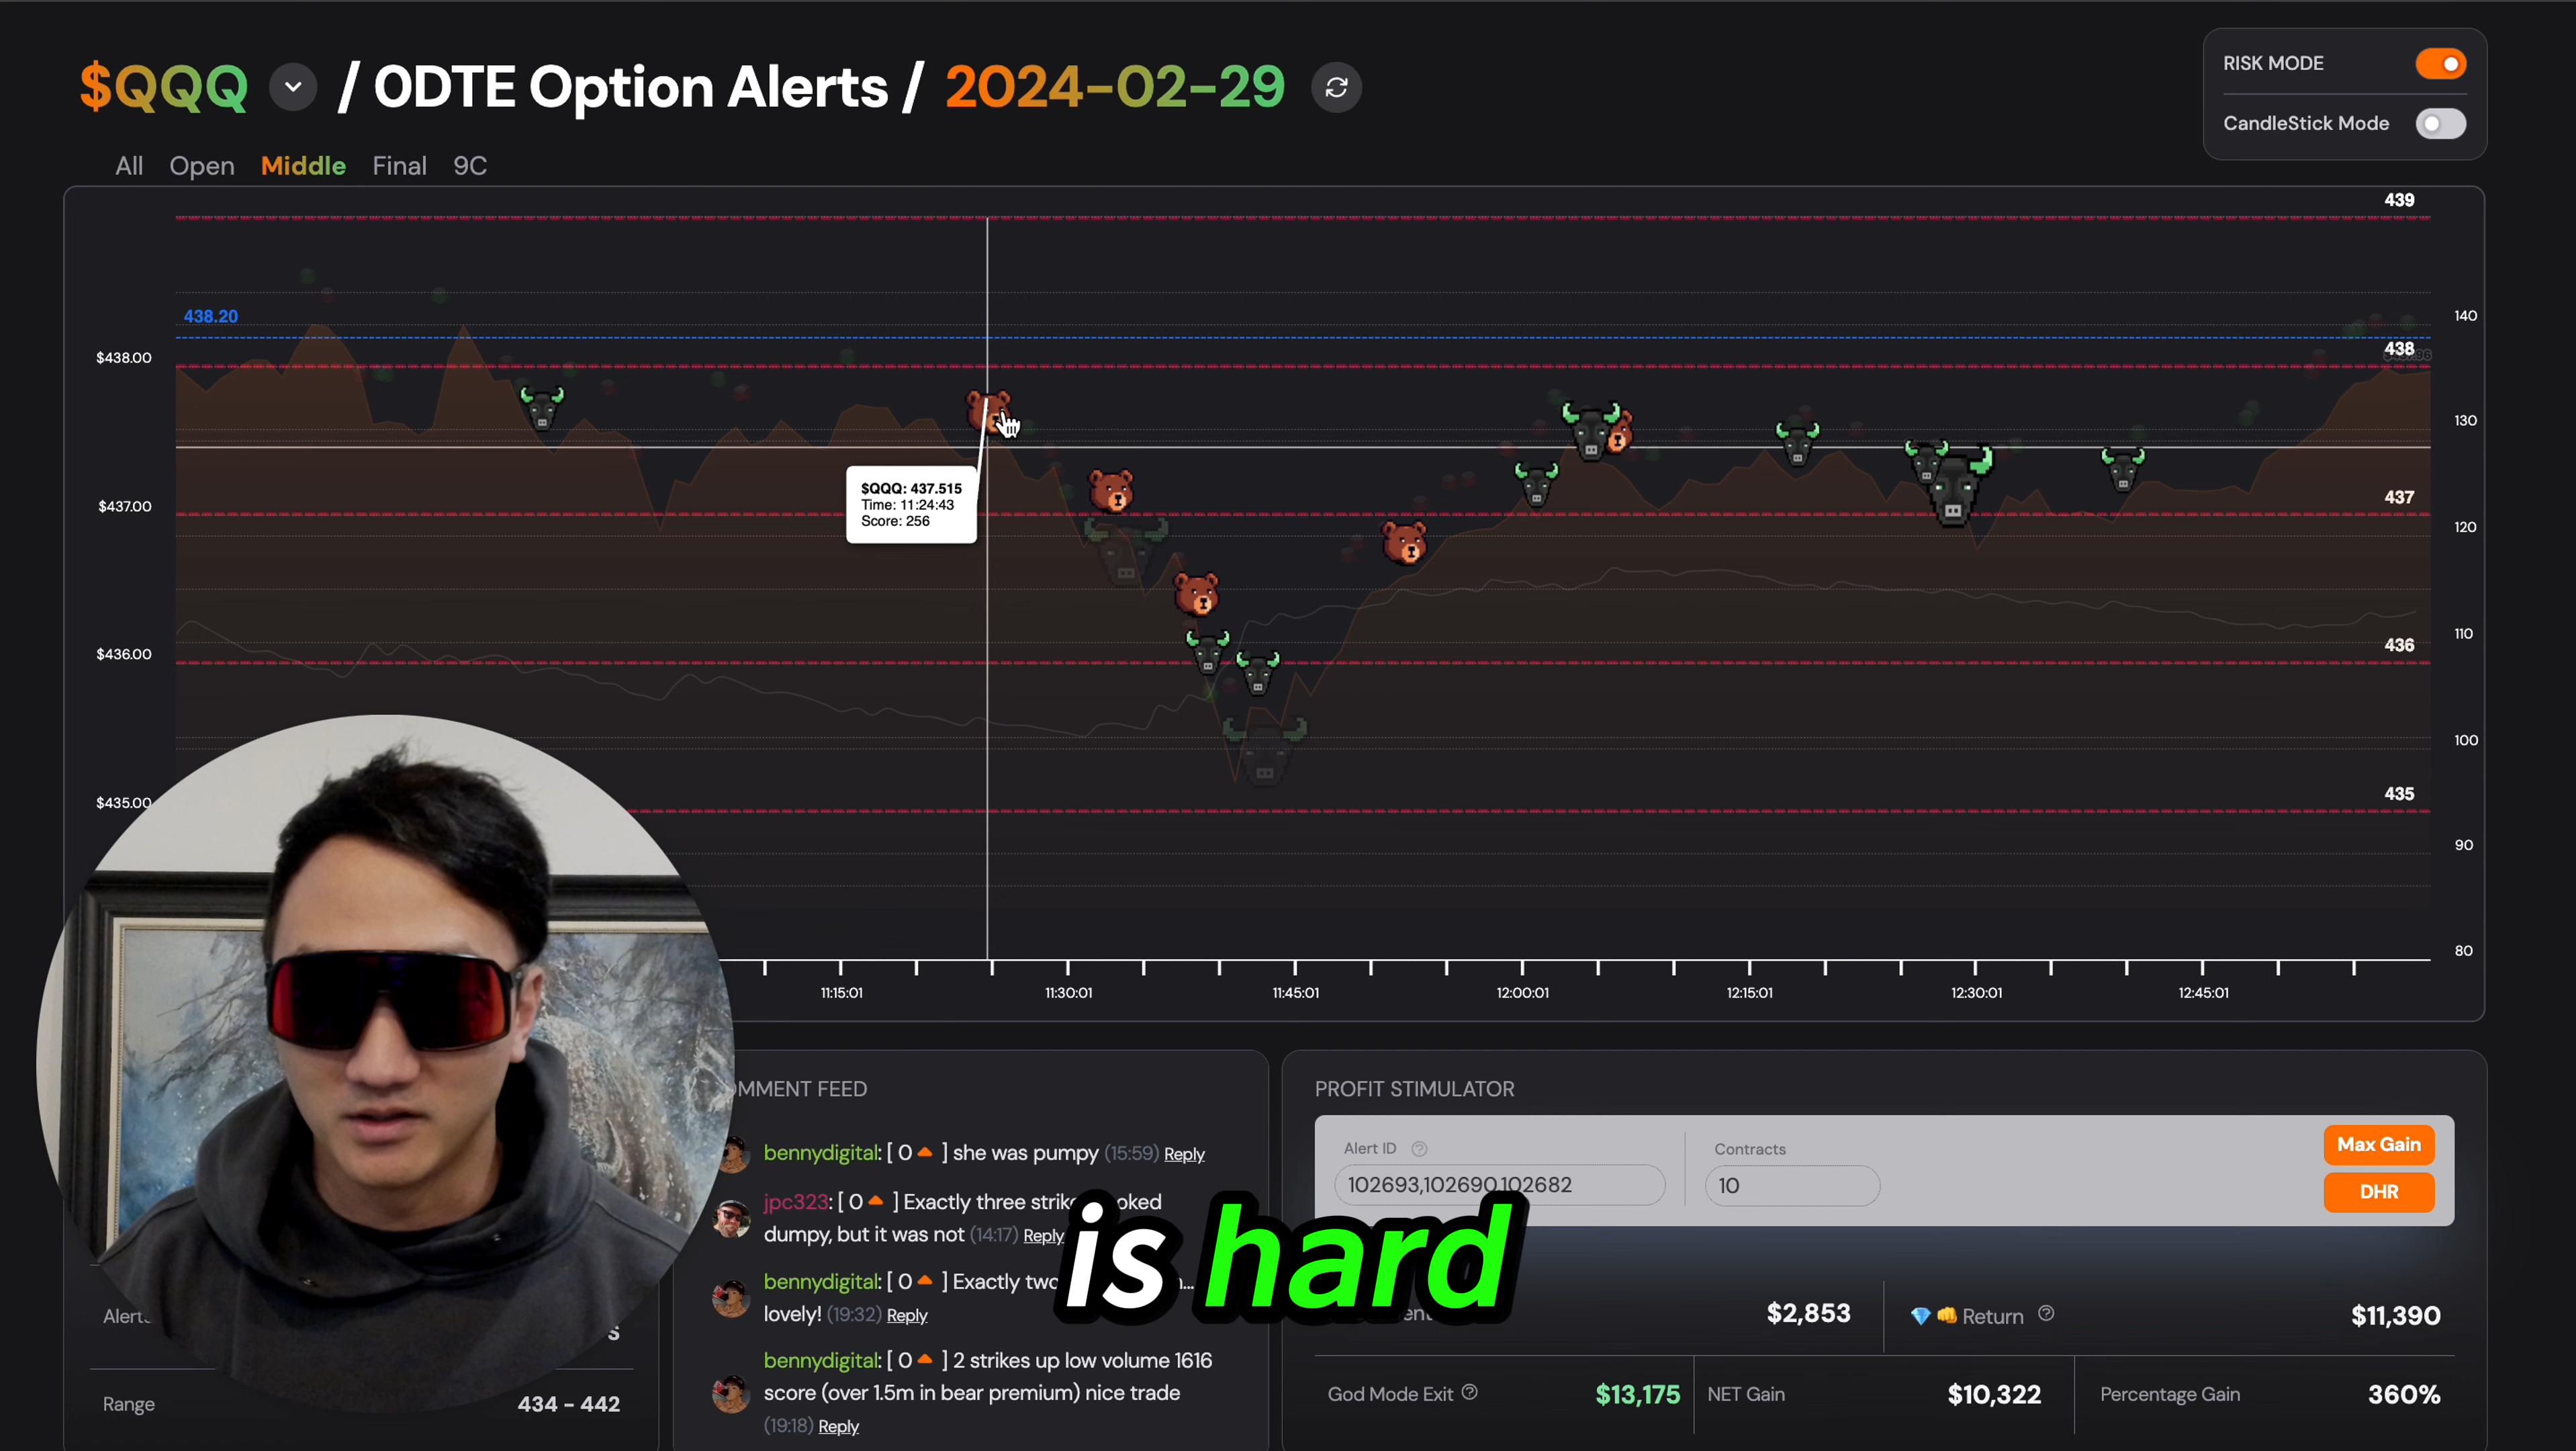 $QQQ / 0DTE Option Alerts / 2024-02-29
RISK MODE
CandleStick Mode
All Open Middle Final 9C
439
438.20
140
$438.00
438
130
$QQQ: 437.515
Time: 11:24:43
Score: 256
$437.00
437
120
$436.00
436
110
100
$435.00
435
90
80
11:15:01 11:30:01 11:45:01 12:00:01 12:15:01 12:30:01 12:45:01
MMENT FEED
bennydigital: [ 0 ] she was pumpy (15:59) Reply
jpc323: [ 0 ] Exactly three strike oked
dumpy, but it was not (14:17) Reply
bennydigital: [ 0 ] Exactly two
lovely! (19:32) Reply
bennydigital: [ 0 ] 2 strikes up low volume 1616
score (over 1.5m in bear premium) nice trade
(19:18) Reply
is hard
PROFIT STIMULATOR
Alert ID
Contracts
102693,102690,102682
10
Max Gain
DHR
$2,853
Return
$11,390
God Mode Exit
$13,175
NET Gain
$10,322
Percentage Gain
360%
Alerts
Range
434 - 442